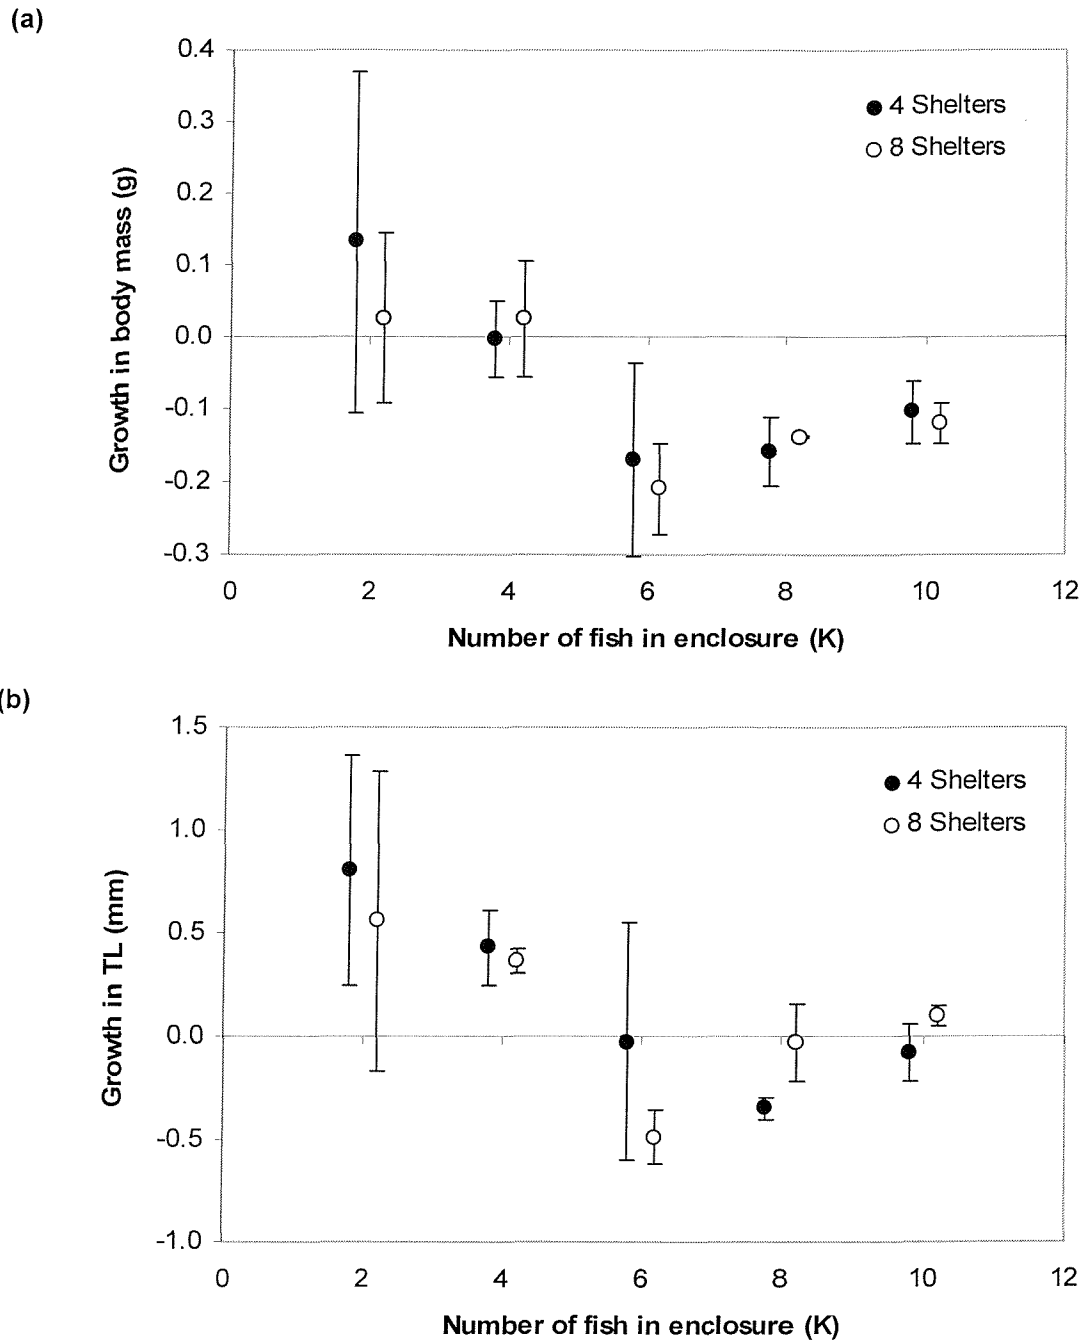 (a)
0.4
0.3
0.2
0.1
0.0
-0.1
-0.2
-0.3
Growth in body mass (g)
4 Shelters
8 Shelters
0 2 4 6 8 10 12
Number of fish in enclosure (K)
(b)
1.5
1.0
0.5
0.0
-0.5
-1.0
Growth in TL (mm)
4 Shelters
8 Shelters
0 2 4 6 8 10 12
Number of fish in enclosure (K)